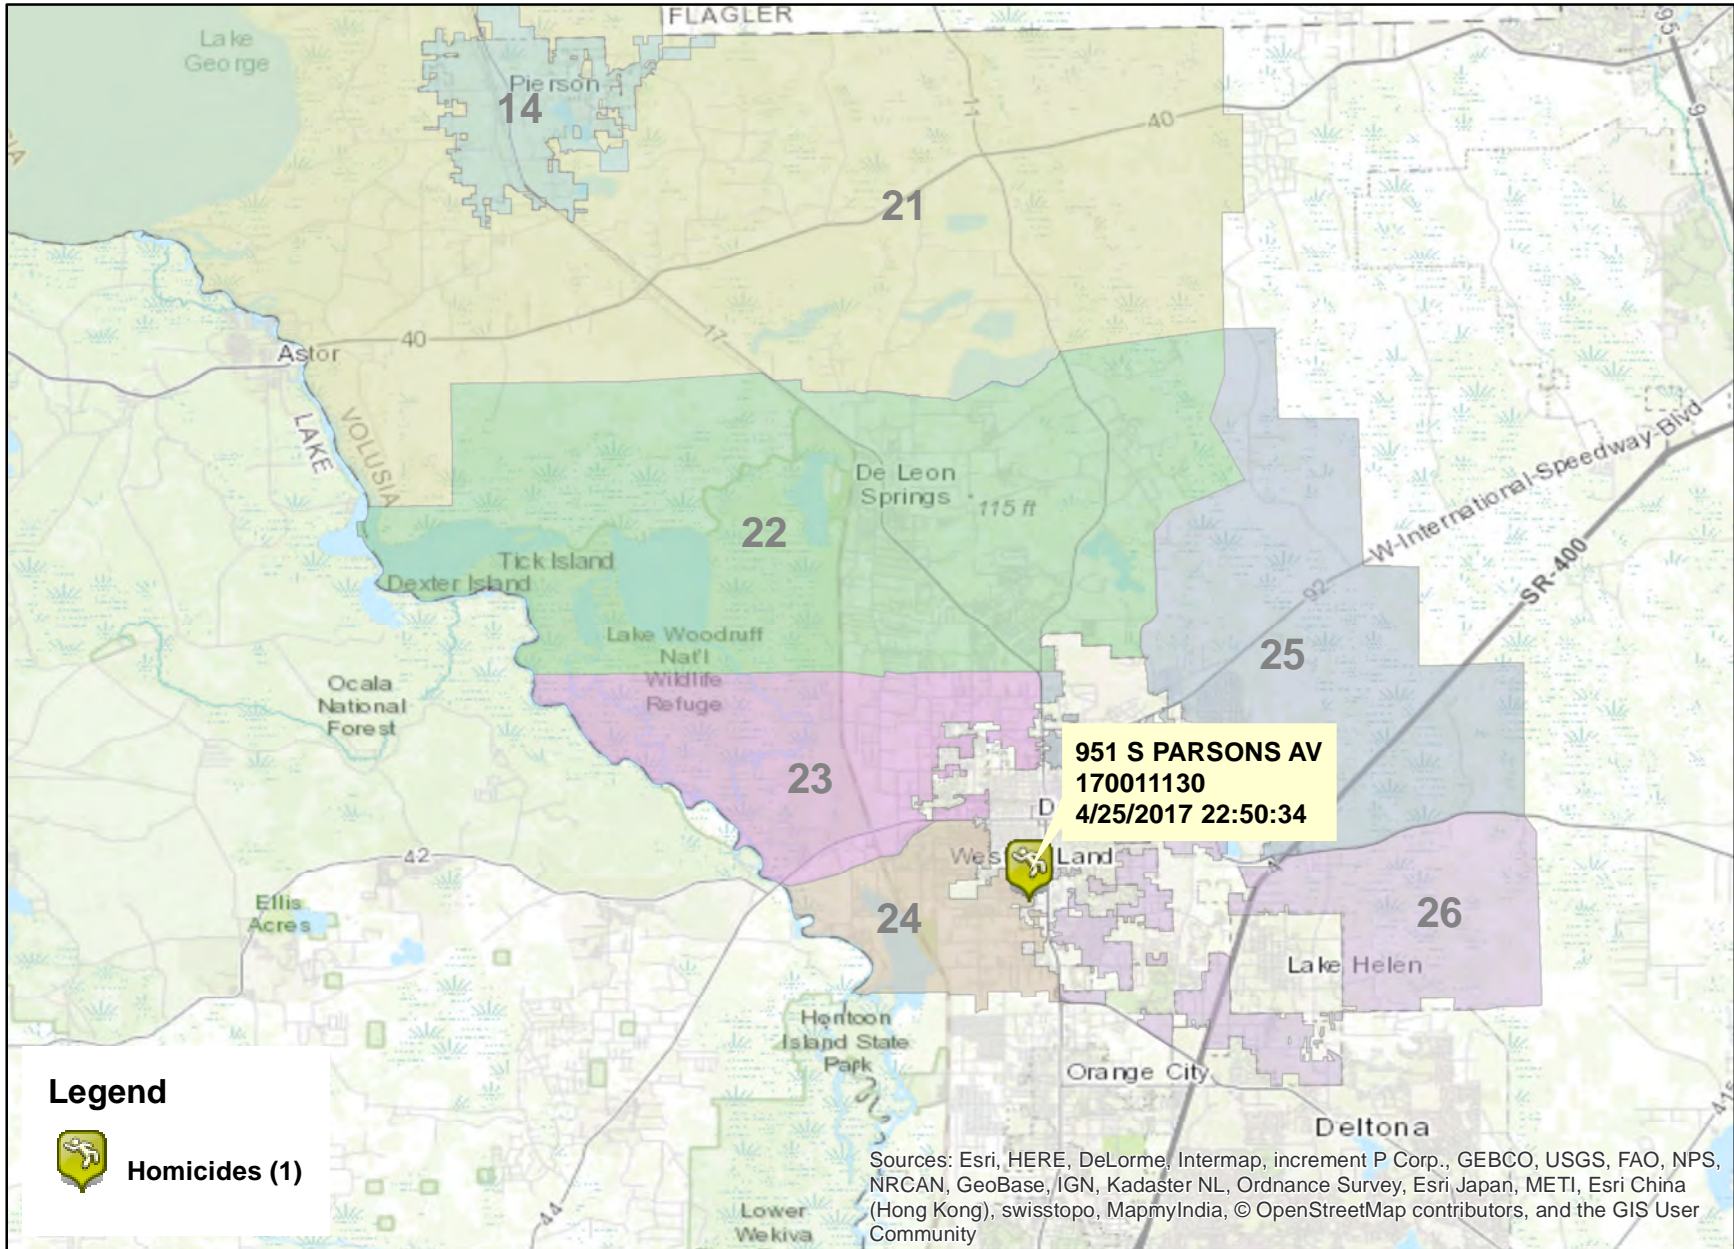 FLAGLER
Lake
George
Pierson
14
11
40
95
9
21
17
40
Astor
LAKE
VOLUSIA
De Leon
Springs
115 ft
22
Tick Island
Dexter Island
W-International-Speedway-Blvd
92
SR-400
Lake Woodruff
Nat'l
Wildlife
Refuge
25
Ocala
National
Forest
23
951 S PARSONS AV
170011130
4/25/2017 22:50:34
D
Wes
Land
42
4
Ellis
Acres
24
26
Lake Helen
Hontoon
Island State
Park
Orange City
Deltona
Legend
Homicides (1)
44
Lower
Wekiva
Sources: Esri, HERE, DeLorme, Intermap, increment P Corp., GEBCO, USGS, FAO, NPS,
NRCAN, GeoBase, IGN, Kadaster NL, Ordnance Survey, Esri Japan, METI, Esri China
(Hong Kong), swisstopo, MapmyIndia, © OpenStreetMap contributors, and the GIS User
Community